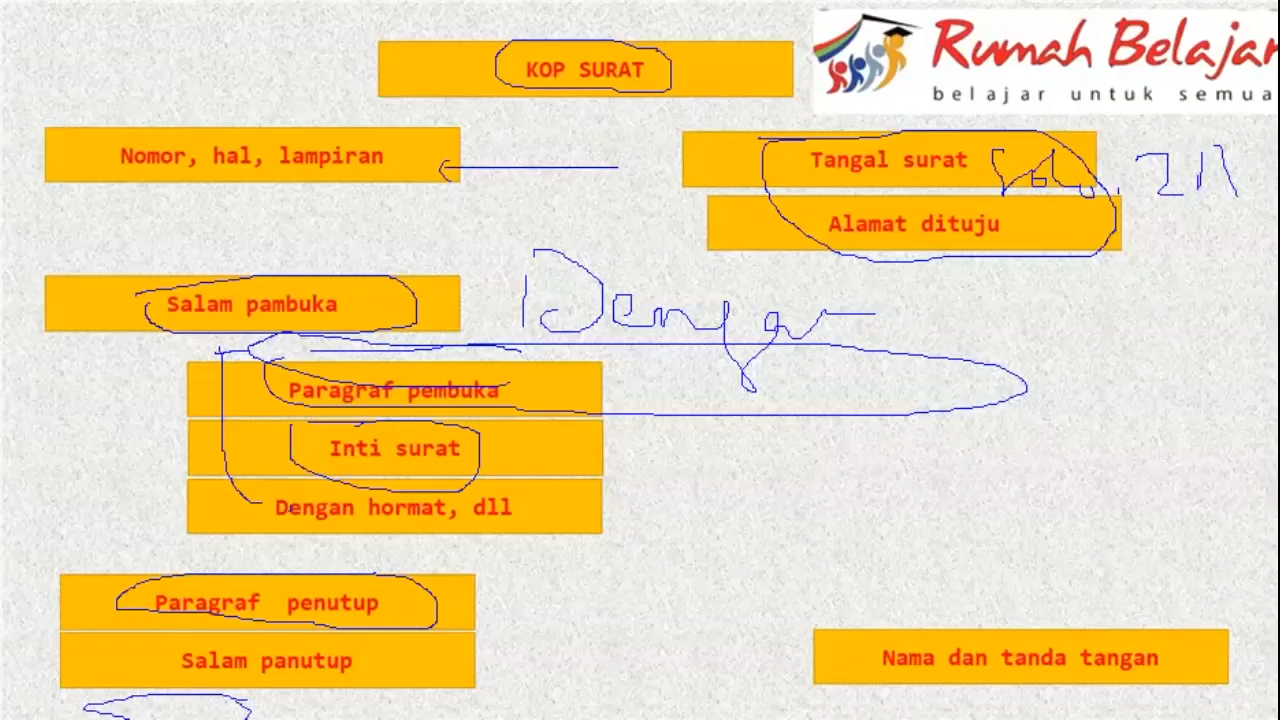 KOP SURAT
Rumah Belajar
belajar untuk semua
Nomor, hal, lampiran
Tangal surat
Alamat dituju
Salam pambuka
Dengan
Paragraf pembuka
Inti surat
Dengan hormat, dll
Paragraf penutup
Salam panutup
Nama dan tanda tangan